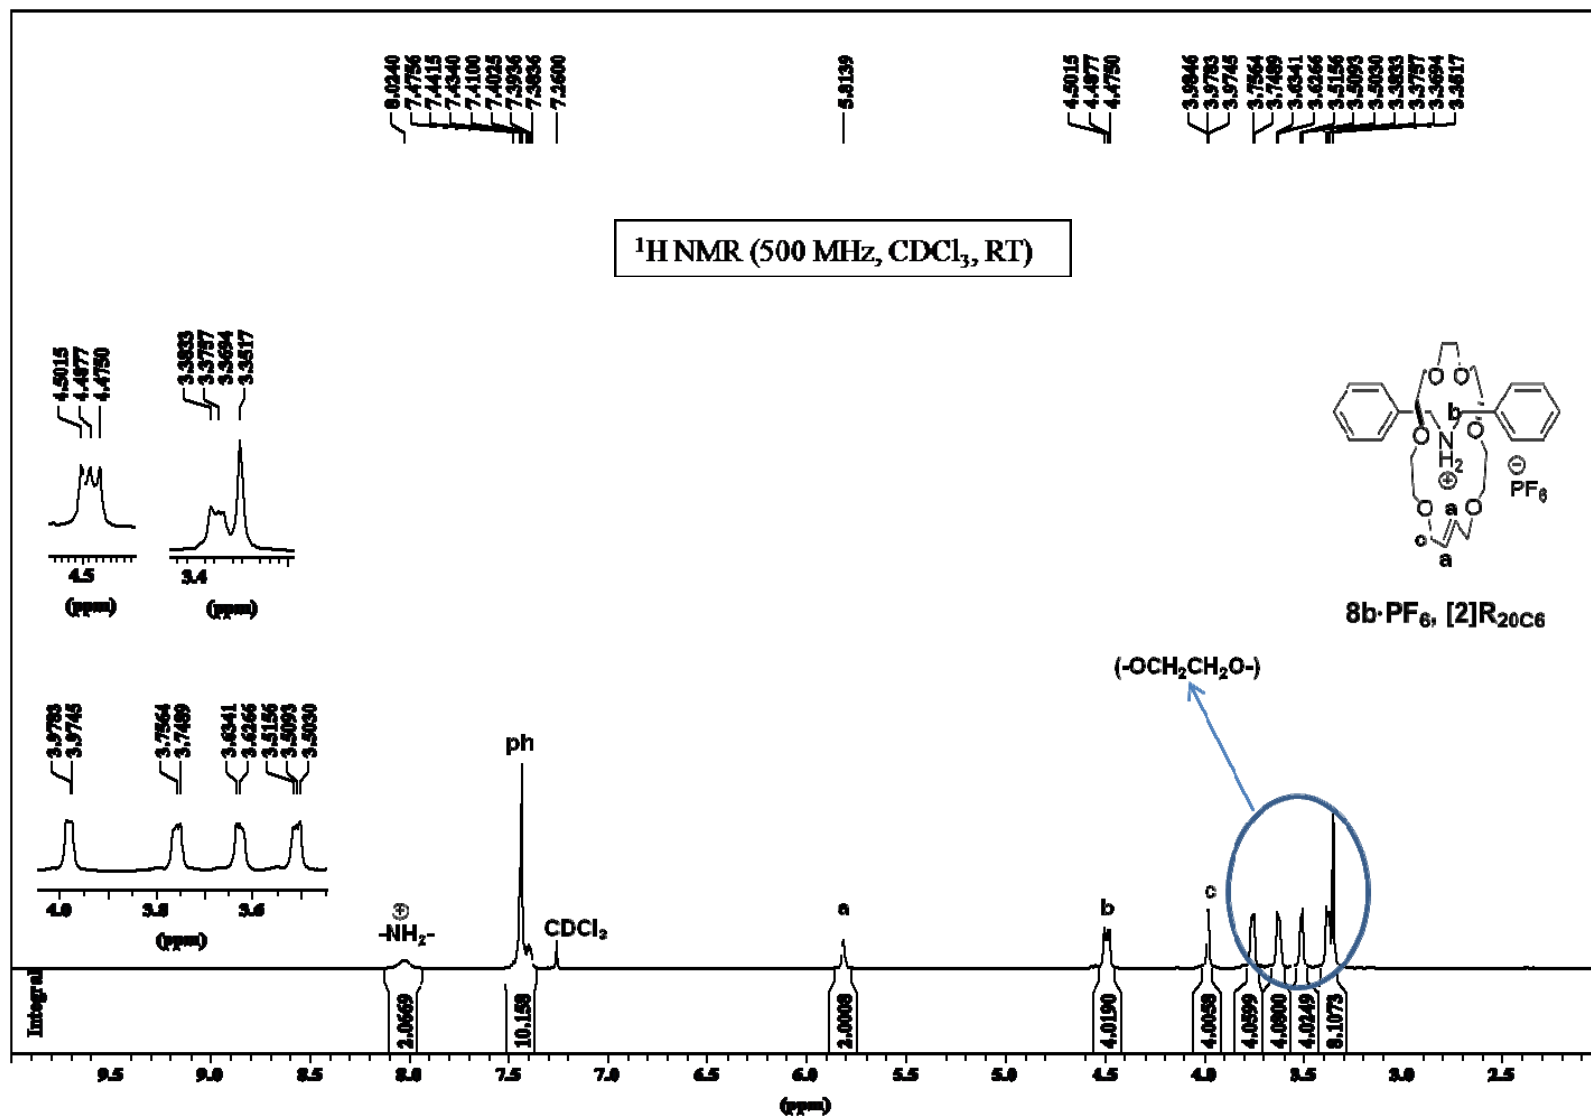 8.0240
7.4756
7.4415
7.4340
7.4100
7.4025
7.3936
7.3836
7.2600
5.8139
4.5015
4.4877
4.4750
3.9846
3.9783
3.9745
3.7564
3.7489
3.6341
3.6266
3.5156
3.5093
3.5030
3.3833
3.3757
3.3694
3.3517
¹H NMR (500 MHz, CDCl₃, RT)
4.5015
4.4877
4.4750
3.3833
3.3757
3.3694
3.3517
4.5
3.4
(ppm)
(ppm)
O O
b
O O
N
H₂
⊕
⊖
PF₆
O a O
c
a
8b·PF₆, [2]R₂₀C₆
(-OCH₂CH₂O-)
3.9783
3.9745
3.7564
3.7489
3.6341
3.6266
3.5156
3.5093
3.5030
4.0 3.8 3.6
(ppm)
⊕
-NH₂-
ph
CDCl₃
a
b
c
Integral
2.0669
10.158
2.0008
4.0190
4.0058
4.0599
4.0800
4.0249
8.1073
9.5 9.0 8.5 8.0 7.5 7.0 6.5 6.0 5.5 5.0 4.5 4.0 3.5 3.0 2.5
(ppm)